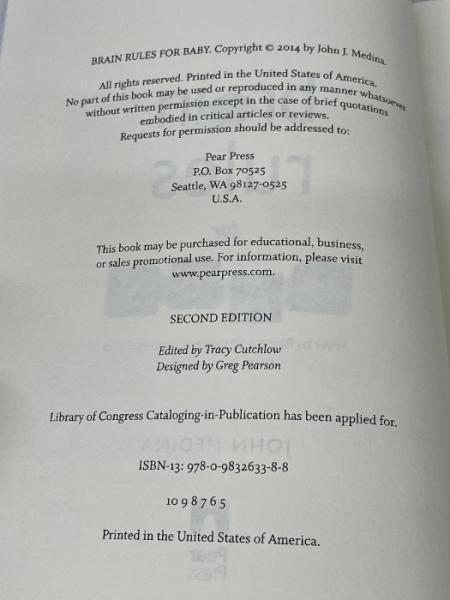 BRAIN RULES FOR BABY. Copyright © 2014 by John J. Medina.
All rights reserved. Printed in the United States of America.
No part of this book may be used or reproduced in any manner whatsoever
without written permission except in the case of brief quotations
embodied in critical articles or reviews.
Requests for permission should be addressed to:
Pear Press
P.O. Box 70525
Seattle, WA 98127-0525
U.S.A.
This book may be purchased for educational, business,
or sales promotional use. For information, please visit
www.pearpress.com.
SECOND EDITION
Edited by Tracy Cutchlow
Designed by Greg Pearson
Library of Congress Cataloging-in-Publication has been applied for.
ISBN-13: 978-0-9832633-8-8
10 9 8 7 6 5
Printed in the United States of America.